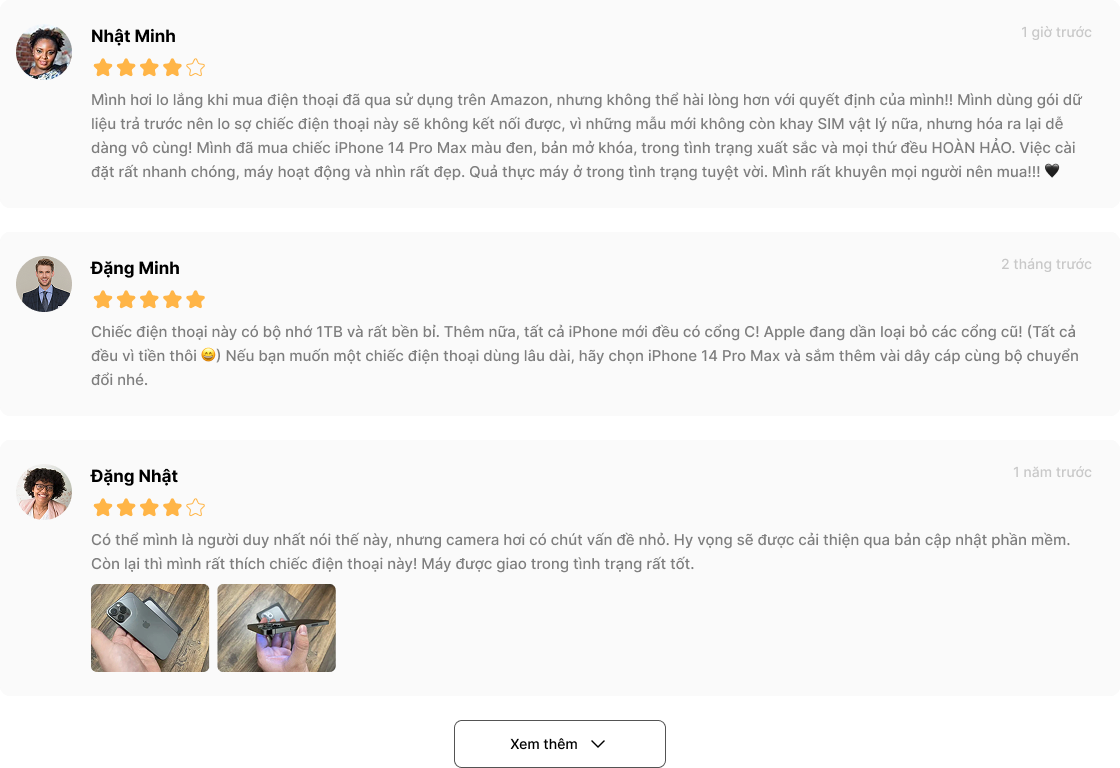 Nhật Minh
1 giờ trước
Mình hơi lo lắng khi mua điện thoại đã qua sử dụng trên Amazon, nhưng không thể hài lòng hơn với quyết định của mình!! Mình dùng gói dữ
liệu trả trước nên lo sợ chiếc điện thoại này sẽ không kết nối được, vì những mẫu mới không còn khay SIM vật lý nữa, nhưng hóa ra lại dễ
dàng vô cùng! Mình đã mua chiếc iPhone 14 Pro Max màu đen, bản mở khóa, trong tình trạng xuất sắc và mọi thứ đều HOÀN HẢO. Việc cài
đặt rất nhanh chóng, máy hoạt động và nhìn rất đẹp. Quả thực máy ở trong tình trạng tuyệt vời. Mình rất khuyên mọi người nên mua!!! 🖤
Đặng Minh
2 tháng trước
Chiếc điện thoại này có bộ nhớ 1TB và rất bền bỉ. Thêm nữa, tất cả iPhone mới đều có cổng C! Apple đang dần loại bỏ các cổng cũ! (Tất cả
đều vì tiền thôi 😄) Nếu bạn muốn một chiếc điện thoại dùng lâu dài, hãy chọn iPhone 14 Pro Max và sắm thêm vài dây cáp cùng bộ chuyển
đổi nhé.
Đặng Nhật
1 năm trước
Có thể mình là người duy nhất nói thế này, nhưng camera hơi có chút vấn đề nhỏ. Hy vọng sẽ được cải thiện qua bản cập nhật phần mềm.
Còn lại thì mình rất thích chiếc điện thoại này! Máy được giao trong tình trạng rất tốt.
Xem thêm